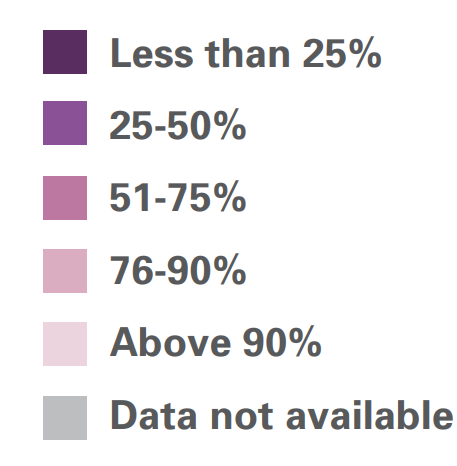 Less than 25%
25-50%
51-75%
76-90%
Above 90%
Data not available